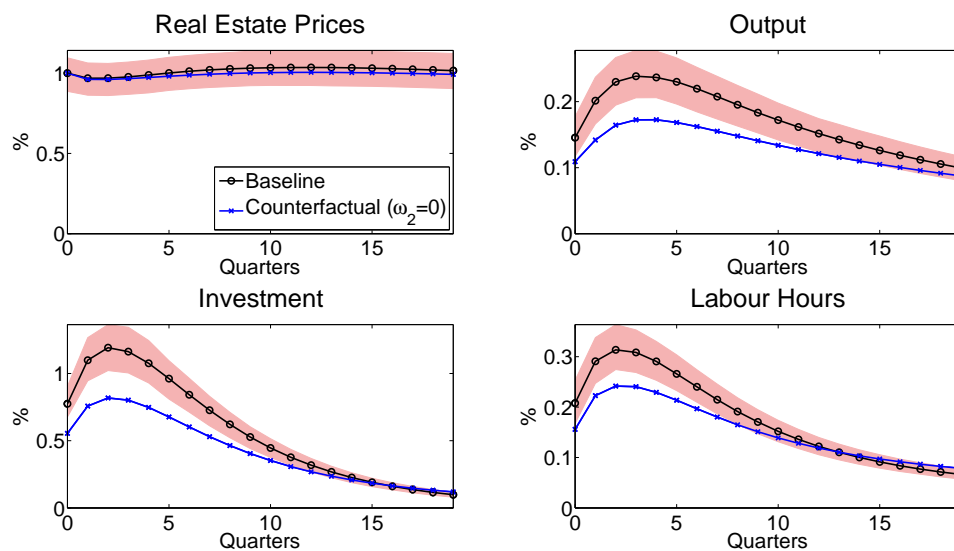 Real Estate Prices
%
1
0.5
0
0 5 10 15
Quarters
Baseline
Counterfactual (ω₂=0)
Output
%
0.2
0.1
0
0 5 10 15
Quarters
Investment
%
1
0.5
0
0 5 10 15
Quarters
Labour Hours
%
0.3
0.2
0.1
0
0 5 10 15
Quarters